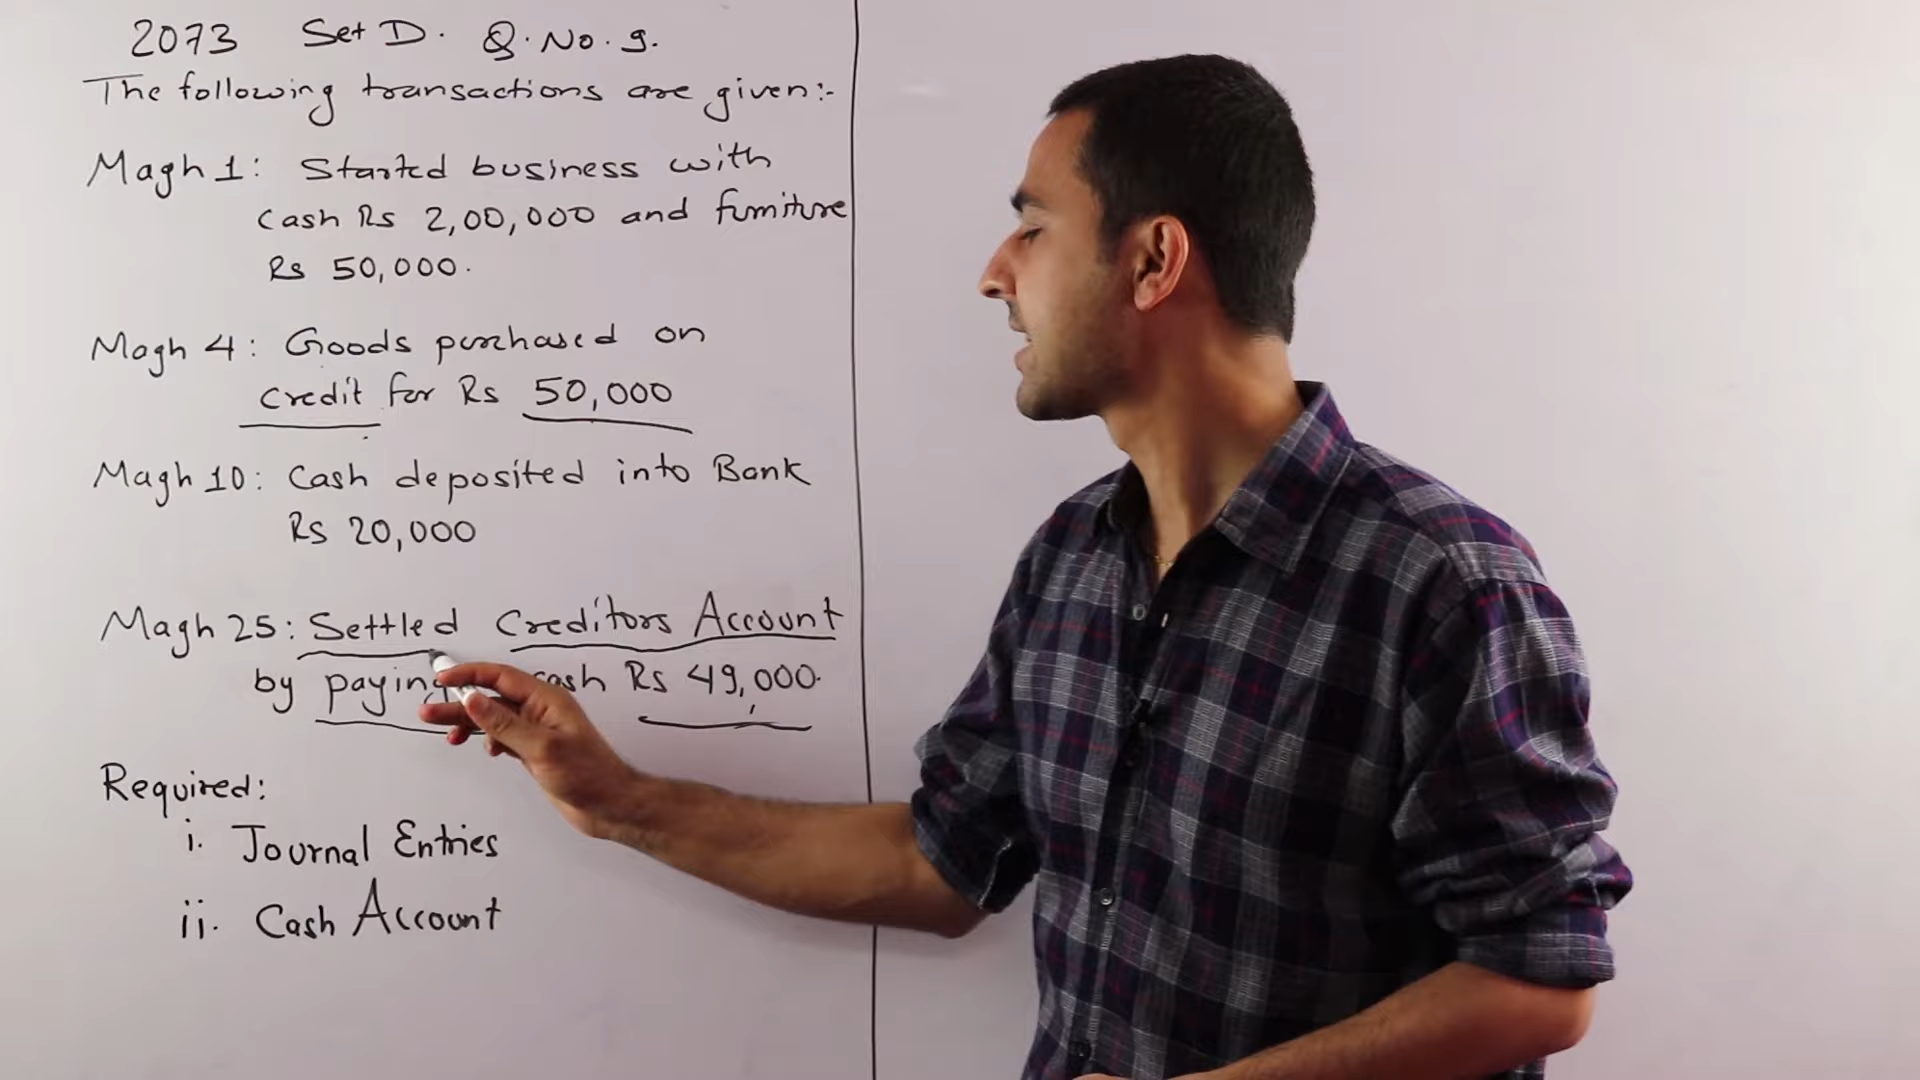 2073 Set D. Q.No.9.
The following transactions are given:-
Magh 1: Started business with
cash Rs 2,00,000 and furniture
Rs 50,000.
Magh 4: Goods purchased on
credit for Rs 50,000
Magh 10: Cash deposited into Bank
Rs 20,000
Magh 25: Settled Creditors Account
by paying cash Rs 49,000.
Required:
i. Journal Entries
ii. Cash Account